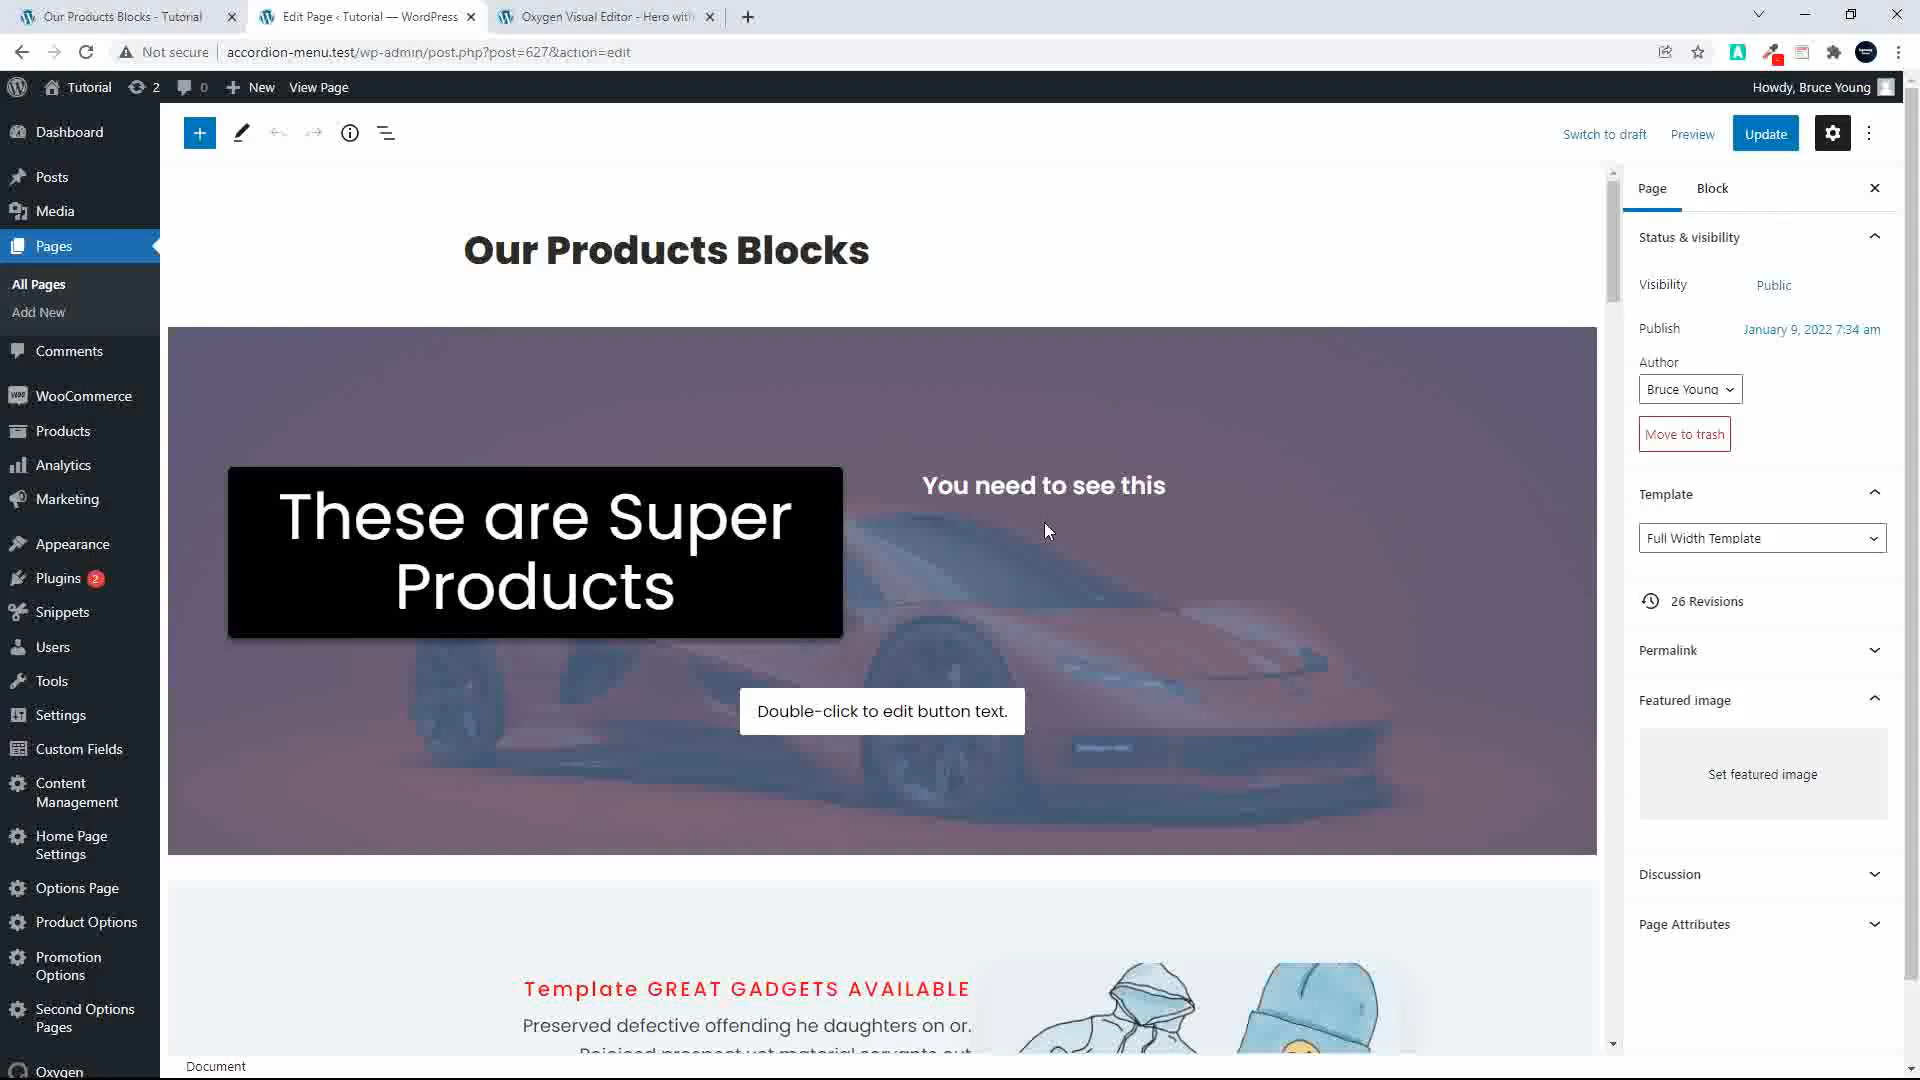 Our Products Blocks - Tutorial
Edit Page ‹ Tutorial — WordPress
Oxygen Visual Editor - Hero with
Not secure
accordion-menu.test/wp-admin/post.php?post=627&action=edit
Tutorial
2
0
New
View Page
Howdy, Bruce Young
Dashboard
Posts
Media
Pages
All Pages
Add New
Comments
WooCommerce
Products
Analytics
Marketing
Appearance
Plugins 2
Snippets
Users
Tools
Settings
Custom Fields
Content
Management
Home Page
Settings
Options Page
Product Options
Promotion
Options
Second Options
Pages
Oxygen
Switch to draft
Preview
Update
Our Products Blocks
These are Super
Products
You need to see this
Double-click to edit button text.
Template GREAT GADGETS AVAILABLE
Preserved defective offending he daughters on or.
Rejoiced prospect yet material servants out
Document
Page
Block
Status & visibility
Visibility
Public
Publish
January 9, 2022 7:34 am
Author
Bruce Young
Move to trash
Template
Full Width Template
26 Revisions
Permalink
Featured image
Set featured image
Discussion
Page Attributes